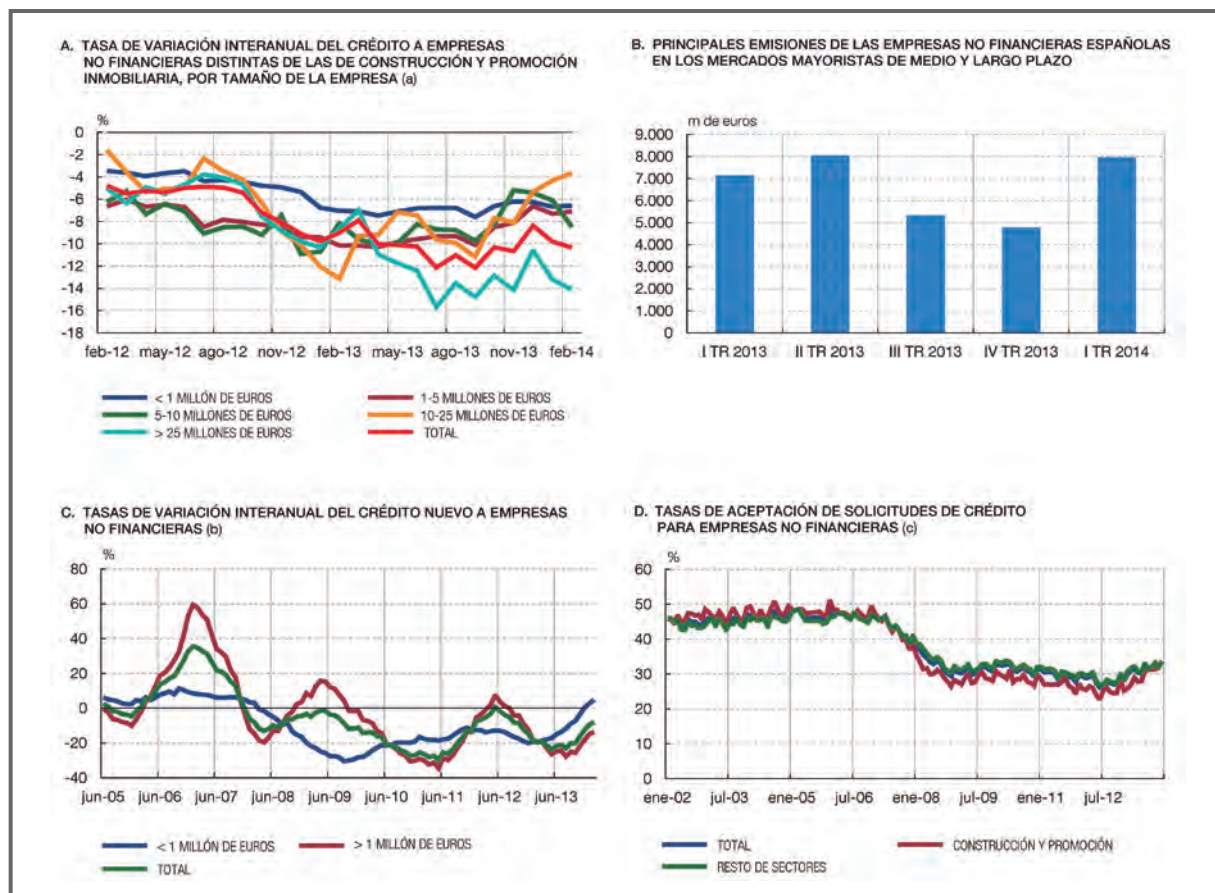 A. TASA DE VARIACIÓN INTERANUAL DEL CRÉDITO A EMPRESAS
NO FINANCIERAS DISTINTAS DE LAS DE CONSTRUCCIÓN Y PROMOCIÓN
INMOBILIARIA, POR TAMAÑO DE LA EMPRESA (a)
%
0
-2
-4
-6
-8
-10
-12
-14
-16
-18
feb-12 may-12 ago-12 nov-12 feb-13 may-13 ago-13 nov-13 feb-14
< 1 MILLÓN DE EUROS 1-5 MILLONES DE EUROS
5-10 MILLONES DE EUROS 10-25 MILLONES DE EUROS
> 25 MILLONES DE EUROS TOTAL
B. PRINCIPALES EMISIONES DE LAS EMPRESAS NO FINANCIERAS ESPAÑOLAS
EN LOS MERCADOS MAYORISTAS DE MEDIO Y LARGO PLAZO
m de euros
9.000
8.000
7.000
6.000
5.000
4.000
3.000
2.000
1.000
0
I TR 2013 II TR 2013 III TR 2013 IV TR 2013 I TR 2014
C. TASAS DE VARIACIÓN INTERANUAL DEL CRÉDITO NUEVO A EMPRESAS
NO FINANCIERAS (b)
%
80
60
40
20
0
-20
-40
jun-05 jun-06 jun-07 jun-08 jun-09 jun-10 jun-11 jun-12 jun-13
< 1 MILLÓN DE EUROS > 1 MILLÓN DE EUROS
TOTAL
D. TASAS DE ACEPTACIÓN DE SOLICITUDES DE CRÉDITO
PARA EMPRESAS NO FINANCIERAS (c)
%
60
50
40
30
20
10
0
ene-02 jul-03 ene-05 jul-06 ene-08 jul-09 ene-11 jul-12
TOTAL CONSTRUCCIÓN Y PROMOCIÓN
RESTO DE SECTORES